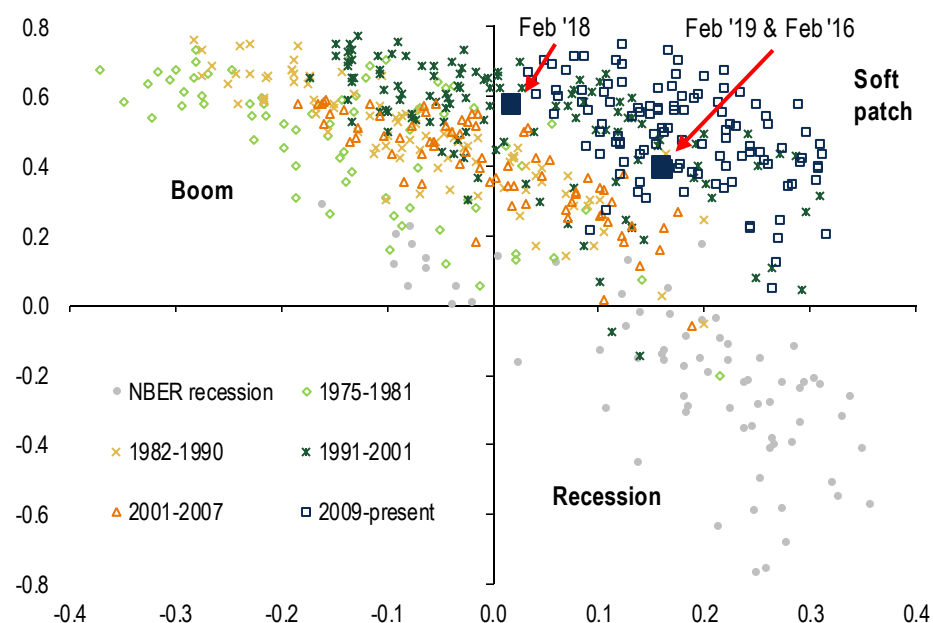 Feb '18
Feb '19 & Feb '16
Soft
patch
Boom
Recession
0.8
0.6
0.4
0.2
0.0
-0.2
-0.4
-0.6
-0.8
NBER recession
1975-1981
1982-1990
1991-2001
2001-2007
2009-present
-0.4
-0.3
-0.2
-0.1
0.0
0.1
0.2
0.3
0.4